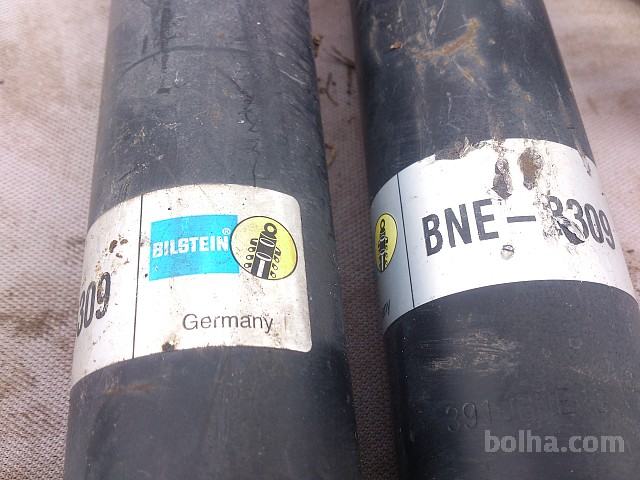 BILSTEIN®
309
Germany
BNE-3309
bolha.com